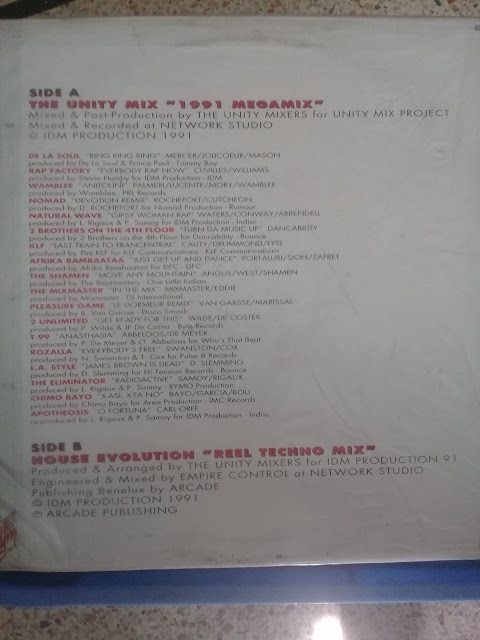 SIDE A
THE UNITY MIX "1991 MEGAMIX"
Mixed & Post-Production by THE UNITY MIXERS for UNITY MIX PROJECT
Mixed & Recorded at NETWORK STUDIO
© IDM PRODUCTION 1991
DE LA SOUL "RING RING RING" MERCER/JOLICOEUR/MASON
produced by De La Soul & Prince Paul - Tommy Boy
RAP FACTORY "EVERBODY RAP NOW" CUVILIES/WILLIAMS
produced by Stevie Humby for IDM Production - IDM
WAMBLEE "ANITOUNI" PALMERI/LUCENTE/MORY/WAMBLEE
produced by Wamblee - PRL Records
NOMAD "DEVOTION REMIX" ROCHEFORT/CUTCHEON
produced by D. ROCHEFORT for Nomad Production - Rumour
NATURAL WAVE "GIPSY WOMAN RAP" WATERS/CONWAY/AKRENDELL
produced by L. Rigaux & P. Samoy for IDM Production - Indisc
2 BROTHERS ON THE 4TH FLOOR "TURN DA MUSIC UP" DANCABILITY
produced by 2 Brothers on the 4th Floor for Dancability - Bounce
KLF "LAST TRAIN TO TRANCENTRAL" CAUTY/DRUMMOND/LYTE
produced by The KLF for KLF Communications - KLF Communications
AFRIKA BAMBAATAA "JUST GET UP AND DANCE" PORTALURI/SION/ZAFRET
produced by Afrika Bambaataa for DFC - DFC
THE SHAMEN "MOVE ANY MOUNTAIN" ANGUS/WEST/SHAMEN
produced by The Beatmasters - One Little Indian
THE MIXMASTER "IN THE MIX" MIXMASTER/EDDIE
produced by Mixmaster - DJ International
PLEASURE GAME "LE DORMEUR REMIX" VAN GARSSE/MARISSAL
produced by B. Van Garsse - Disco Smash
2 UNLIMITED "GET READY FOR THIS" WILDE/DE COSTER
produced by P. Wilde & JP De Coster - Byte Records
T 99 "ANASTHASIA" ABBELOOS/DE MEYER
produced by P. De Meyer & O. Abbeloos for Who's That Beat
ROZALLA "EVERYBODY'S FREE" SWANSTON/COX
produced by N. Swanston & T. Cox for Pulse 8 Records
L.A. STYLE "JAMES BROWN IS DEAD" D. SLEMMING
produced by D. Slemming for Hi Tension Records - Bounce
THE ELIMINATOR "RADIOACTIVE" SAMOY/RIGAUX
produced by L. Rigaux & P. Samoy - XYMO Production
CHIMO BAYO "X-ASI, X-TA NO" BAYO/GARCIA/BOU
produced by Chimo Bayo for Area Production - IMC Records
APOTHEOSIS "O FORTUNA" CARL ORFF
re-produced by L. Rigaux & P. Samoy for IDM Production - Indisc
SIDE B
HOUSE EVOLUTION "REEL TECHNO MIX"
Produced & Arranged by THE UNITY MIXERS for IDM PRODUCTION 91
Engineered & Mixed by EMPIRE CONTROL at NETWORK STUDIO
Publishing Benelux by ARCADE
© IDM PRODUCTION 1991
℗ ARCADE PUBLISHING